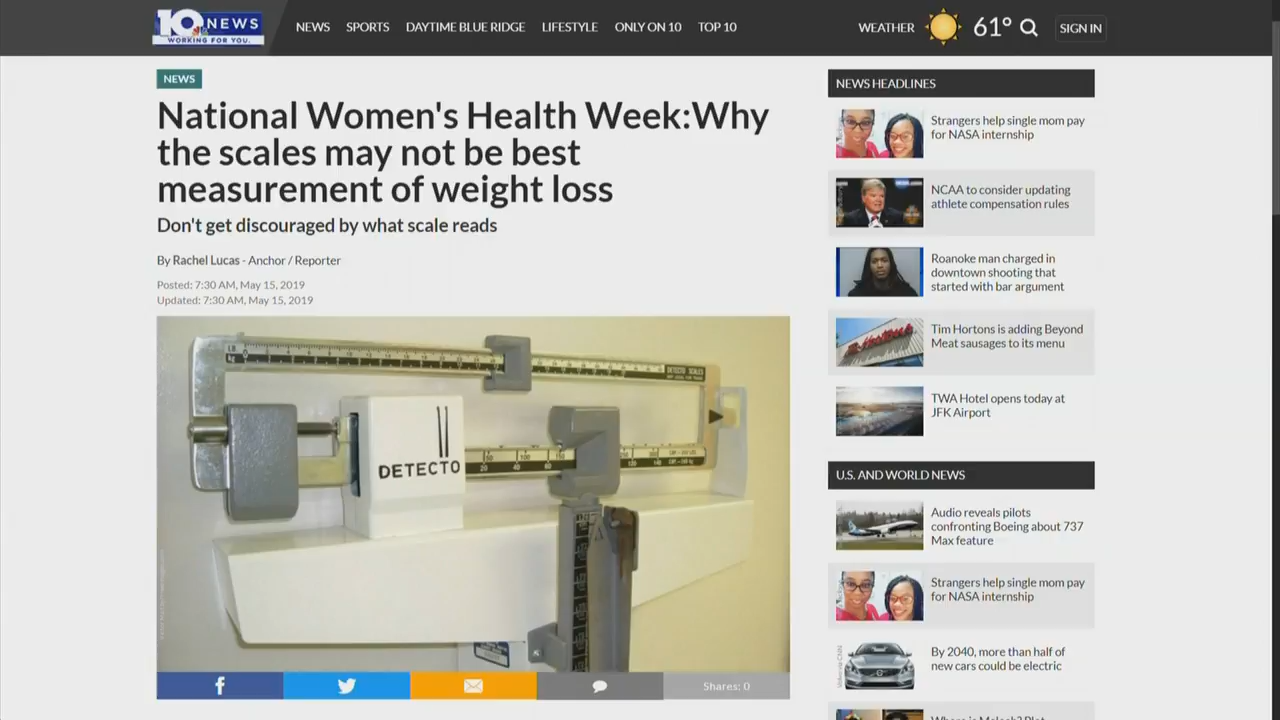 10 NEWS
WORKING FOR YOU.
NEWS
SPORTS
DAYTIME BLUE RIDGE
LIFESTYLE
ONLY ON 10
TOP 10
WEATHER
61°
SIGN IN
NEWS
National Women's Health Week:Why
the scales may not be best
measurement of weight loss
Don't get discouraged by what scale reads
By Rachel Lucas - Anchor / Reporter
Posted: 7:30 AM, May 15, 2019
Updated: 7:30 AM, May 15, 2019
DETECTO SCALES
DETECTO
Shares: 0
NEWS HEADLINES
Strangers help single mom pay
for NASA internship
NCAA to consider updating
athlete compensation rules
Roanoke man charged in
downtown shooting that
started with bar argument
Tim Hortons is adding Beyond
Meat sausages to its menu
TWA Hotel opens today at
JFK Airport
U.S. AND WORLD NEWS
Audio reveals pilots
confronting Boeing about 737
Max feature
Strangers help single mom pay
for NASA internship
By 2040, more than half of
new cars could be electric